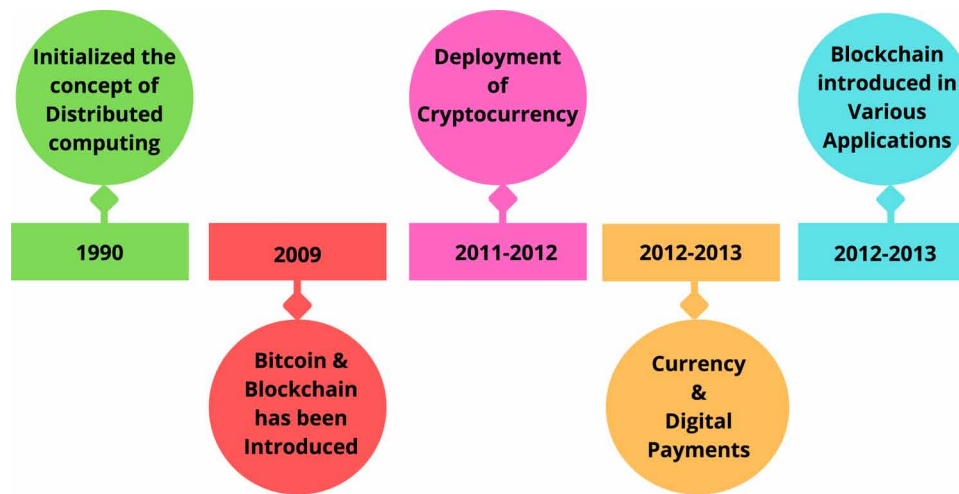 Initialized the
concept of
Distributed
computing
1990
2009
Bitcoin &
Blockchain
has been
Introduced
Deployment
of
Cryptocurrency
2011-2012
2012-2013
Currency
&
Digital
Payments
Blockchain
introduced in
Various
Applications
2012-2013